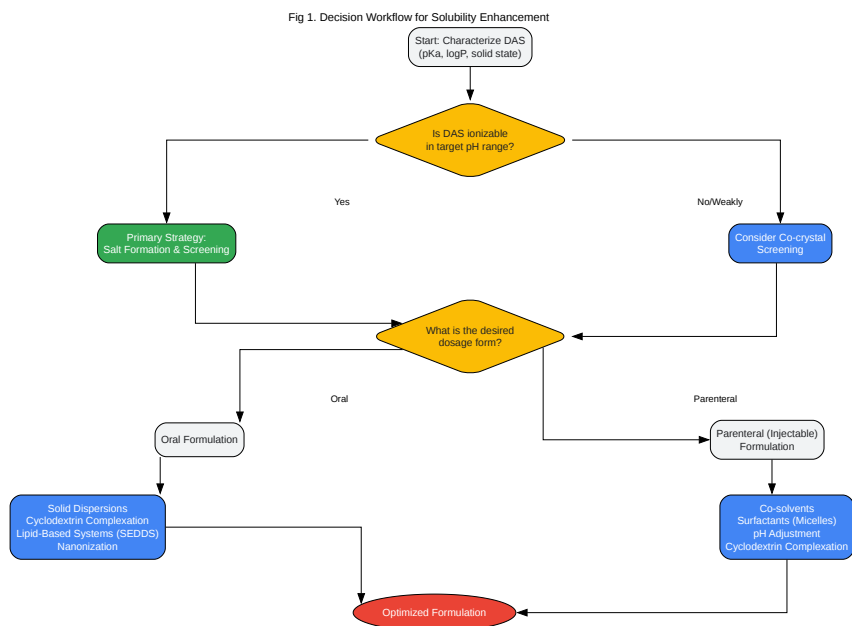 Fig 1. Decision Workflow for Solubility Enhancement
Start: Characterize DAS
(pKa, logP, solid state)
Is DAS ionizable
in target pH range?
Yes
No/Weakly
Primary Strategy:
Salt Formation & Screening
Consider Co-crystal
Screening
What is the desired
dosage form?
Oral
Parenteral
Oral Formulation
Parenteral (Injectable)
Formulation
Solid Dispersions
Cyclodextrin Complexation
Lipid-Based Systems (SEDDS)
Nanonization
Co-solvents
Surfactants (Micelles)
pH Adjustment
Cyclodextrin Complexation
Optimized Formulation